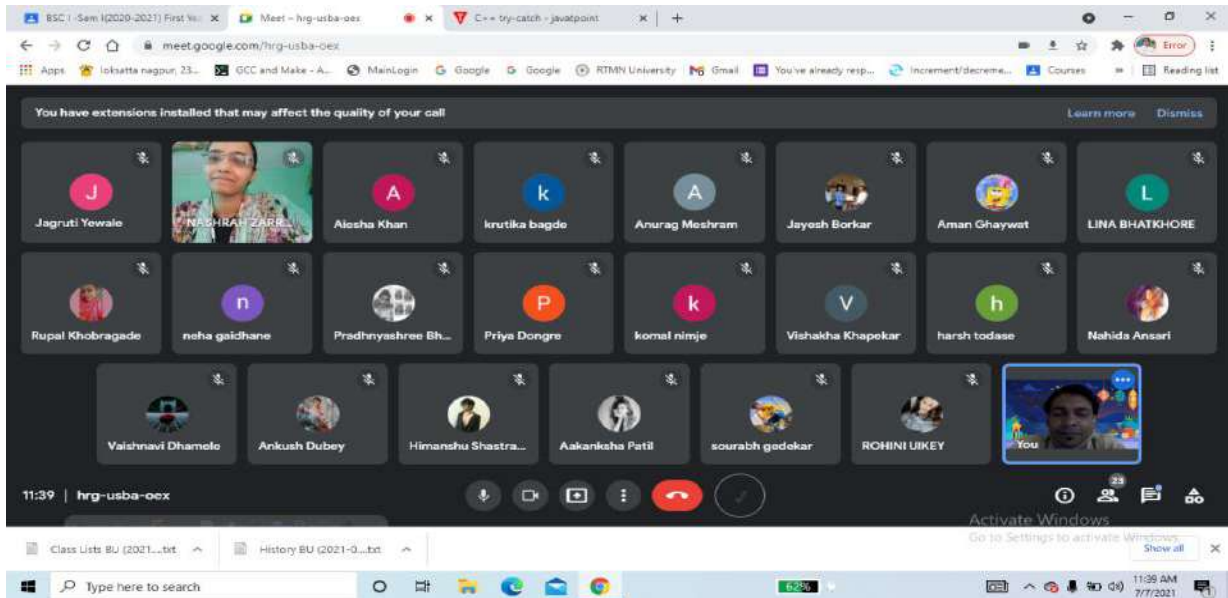 BSC I -Sem I(2020-2021) First Ye
Meet – hrg-usba-oex
C++ try-catch - javatpoint
meet.google.com/hrg-usba-oex
Error
Apps
loksatta nagpur, 23...
GCC and Make - A...
MainLogin
Google
Google
RTMN University
Gmail
You've already resp...
Increment/decreme...
Courses
Reading list
You have extensions installed that may affect the quality of your call
Learn more
Dismiss
J
A
k
A
L
Jagruti Yewale
NASHRAH ZARR...
Aiesha Khan
krutika bagde
Anurag Meshram
Jayesh Borkar
Aman Ghaywat
LINA BHATKHORE
n
P
k
V
h
Rupal Khobragade
neha gaidhane
Pradhnyashree Bh...
Priya Dongre
komal nimje
Vishakha Khapekar
harsh todase
Nahida Ansari
Vaishnavi Dhamole
Ankush Dubey
Himanshu Shastra...
Aakanksha Patil
sourabh gedekar
ROHINI UIKEY
You
11:39 | hrg-usba-oex
23
Activate Windows
Go to Settings to activate Windows.
Class Lists BU (2021....txt
History BU (2021-0....txt
Show all
Type here to search
62%
11:39 AM
7/7/2021